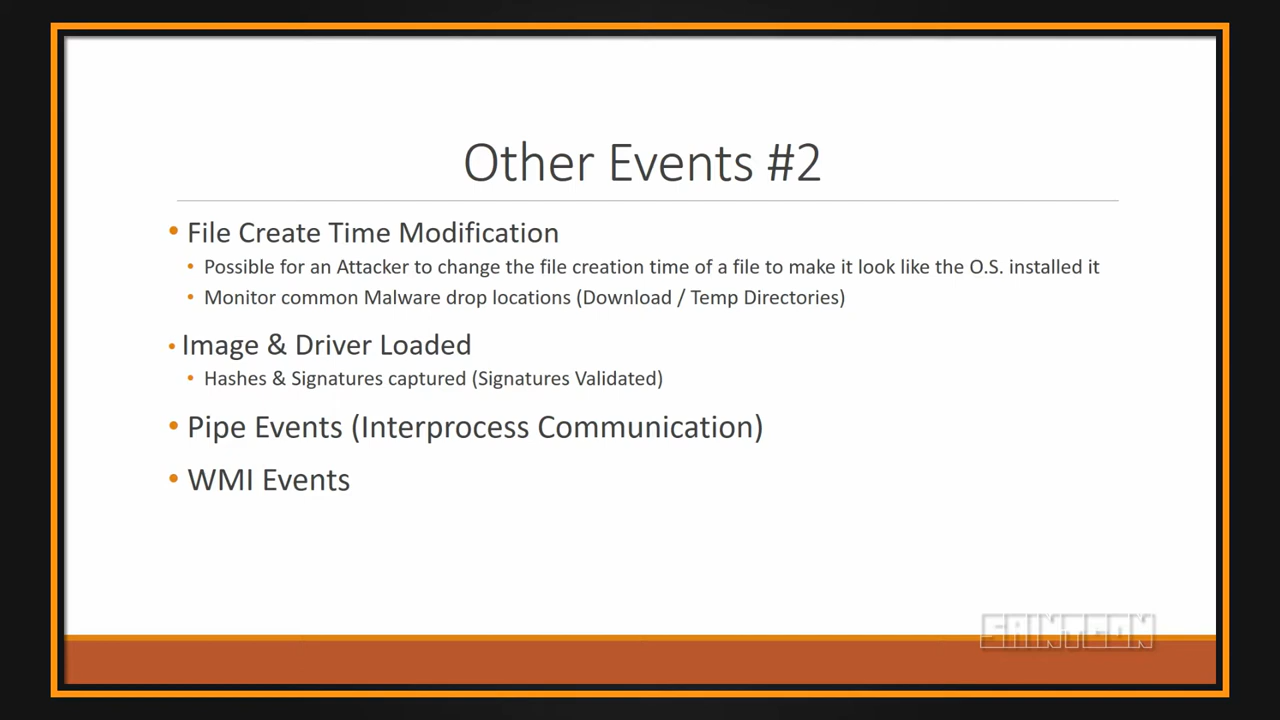 Other Events #2
• File Create Time Modification
• Possible for an Attacker to change the file creation time of a file to make it look like the O.S. installed it
• Monitor common Malware drop locations (Download / Temp Directories)
• Image & Driver Loaded
• Hashes & Signatures captured (Signatures Validated)
• Pipe Events (Interprocess Communication)
• WMI Events
SAINTCON